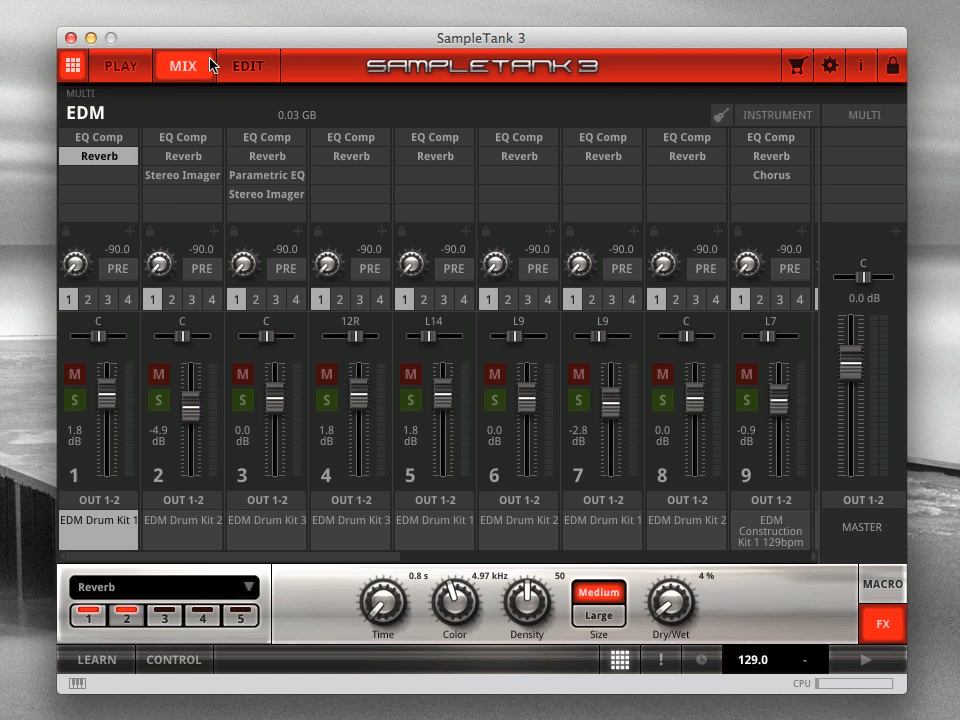 SampleTank 3
PLAY MIX EDIT SAMPLETANK 3 i
MULTI
EDM 0.03 GB INSTRUMENT MULTI
EQ Comp EQ Comp EQ Comp EQ Comp EQ Comp EQ Comp EQ Comp EQ Comp EQ Comp
Reverb Reverb Reverb Reverb Reverb Reverb Reverb Reverb Reverb
Stereo Imager Parametric EQ Chorus
Stereo Imager
-90.0 -90.0 -90.0 -90.0 -90.0 -90.0 -90.0 -90.0 -90.0 C
PRE PRE PRE PRE PRE PRE PRE PRE PRE
1 2 3 4 1 2 3 4 1 2 3 4 1 2 3 4 1 2 3 4 1 2 3 4 1 2 3 4 1 2 3 4 1 2 3 4 0.0 dB
C C C 12R L14 L9 L9 C L7
M M M M M M M M M
S S S S S S S S S
1.8 -4.9 0.0 1.8 1.8 0.0 -2.8 0.0 -0.9
dB dB dB dB dB dB dB dB dB
1 2 3 4 5 6 7 8 9
OUT 1-2 OUT 1-2 OUT 1-2 OUT 1-2 OUT 1-2 OUT 1-2 OUT 1-2 OUT 1-2 OUT 1-2 OUT 1-2
EDM Drum Kit 1 EDM Drum Kit 2 EDM Drum Kit 3 EDM Drum Kit 3 EDM Drum Kit 1 EDM Drum Kit 2 EDM Drum Kit 1 EDM Drum Kit 2 EDM
Construction
Kit 1 129bpm
MASTER
0.8 s 4.97 kHz 50 4 %
Reverb Medium MACRO
1 2 3 4 5 Large FX
Time Color Density Size Dry/Wet
LEARN CONTROL ! 129.0 -
CPU